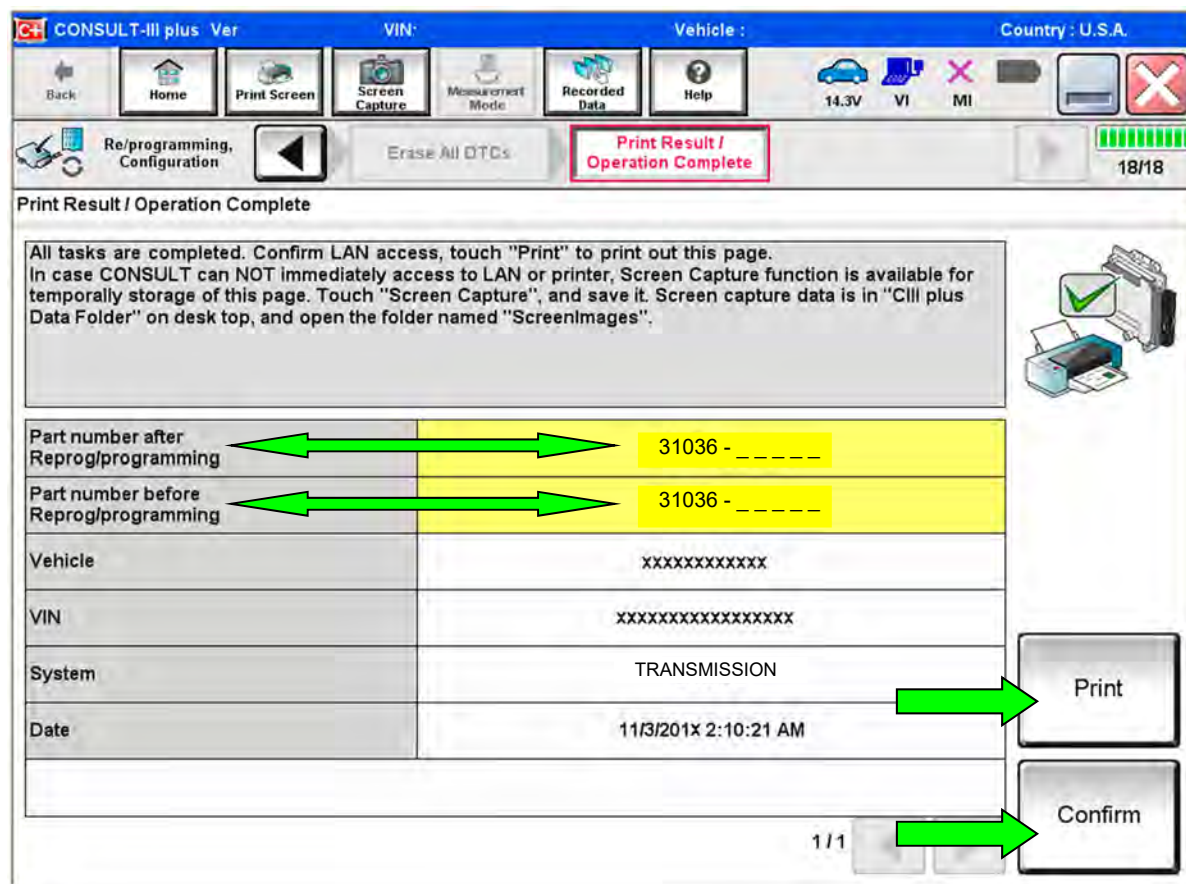 C+ CONSULT-III plus Ver VIN: Vehicle : Country : U.S.A.
Back Home Print Screen Screen Capture Measurement Mode Recorded Data Help 14.3V VI MI
Re/programming, Configuration Erase All DTCs Print Result / Operation Complete 18/18
Print Result / Operation Complete
All tasks are completed. Confirm LAN access, touch "Print" to print out this page.
In case CONSULT can NOT immediately access to LAN or printer, Screen Capture function is available for
temporally storage of this page. Touch "Screen Capture", and save it. Screen capture data is in "CIII plus
Data Folder" on desk top, and open the folder named "ScreenImages".
Part number after
Reprog/programming
31036 - _ _ _ _ _
Part number before
Reprog/programming
31036 - _ _ _ _ _
Vehicle xxxxxxxxxxxx
VIN xxxxxxxxxxxxxxxxx
System TRANSMISSION
Date 11/3/201X 2:10:21 AM
Print
Confirm
1/1